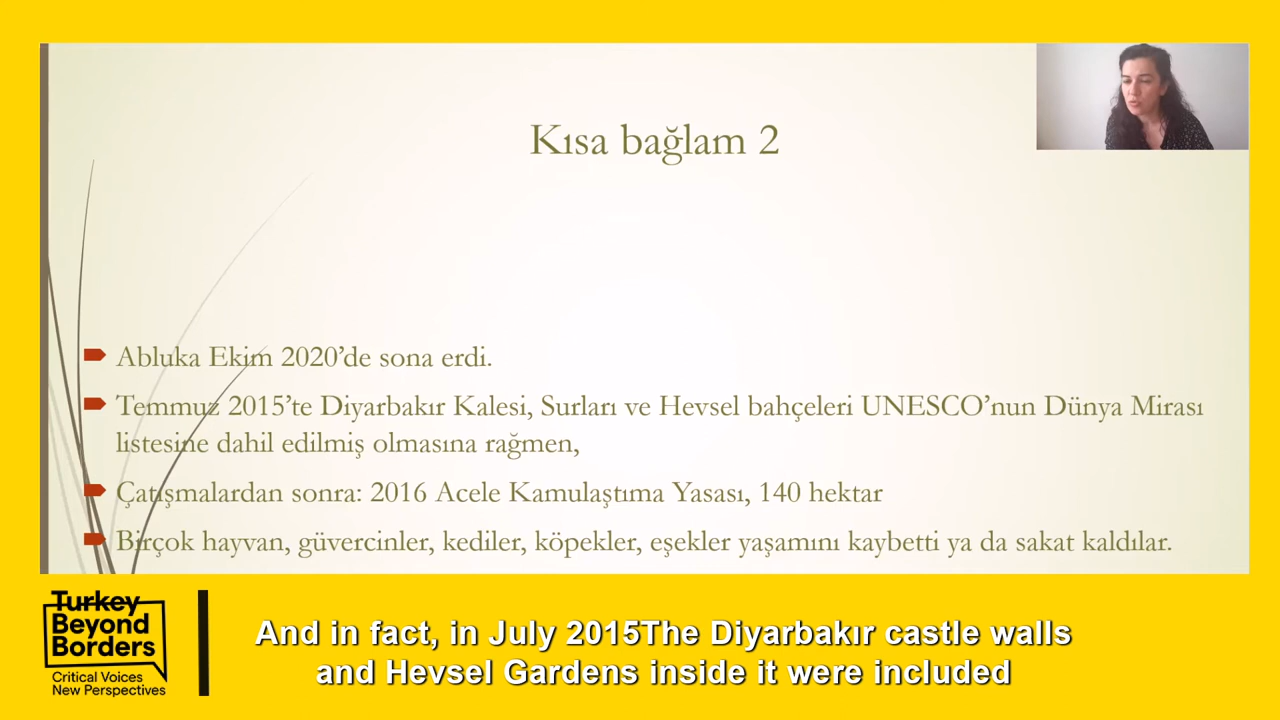 Kısa bağlam 2
Abluka Ekim 2020’de sona erdi.
Temmuz 2015’te Diyarbakır Kalesi, Surları ve Hevsel bahçeleri UNESCO’nun Dünya Mirası
listesine dahil edilmiş olmasına rağmen,
Çatışmalardan sonra: 2016 Acele Kamulaştıma Yasası, 140 hektar
Birçok hayvan, güvercinler, kediler, köpekler, eşekler yaşamını kaybetti ya da sakat kaldılar.
Turkey
Beyond
Borders
Critical Voices
New Perspectives
And in fact, in July 2015The Diyarbakır castle walls
and Hevsel Gardens inside it were included